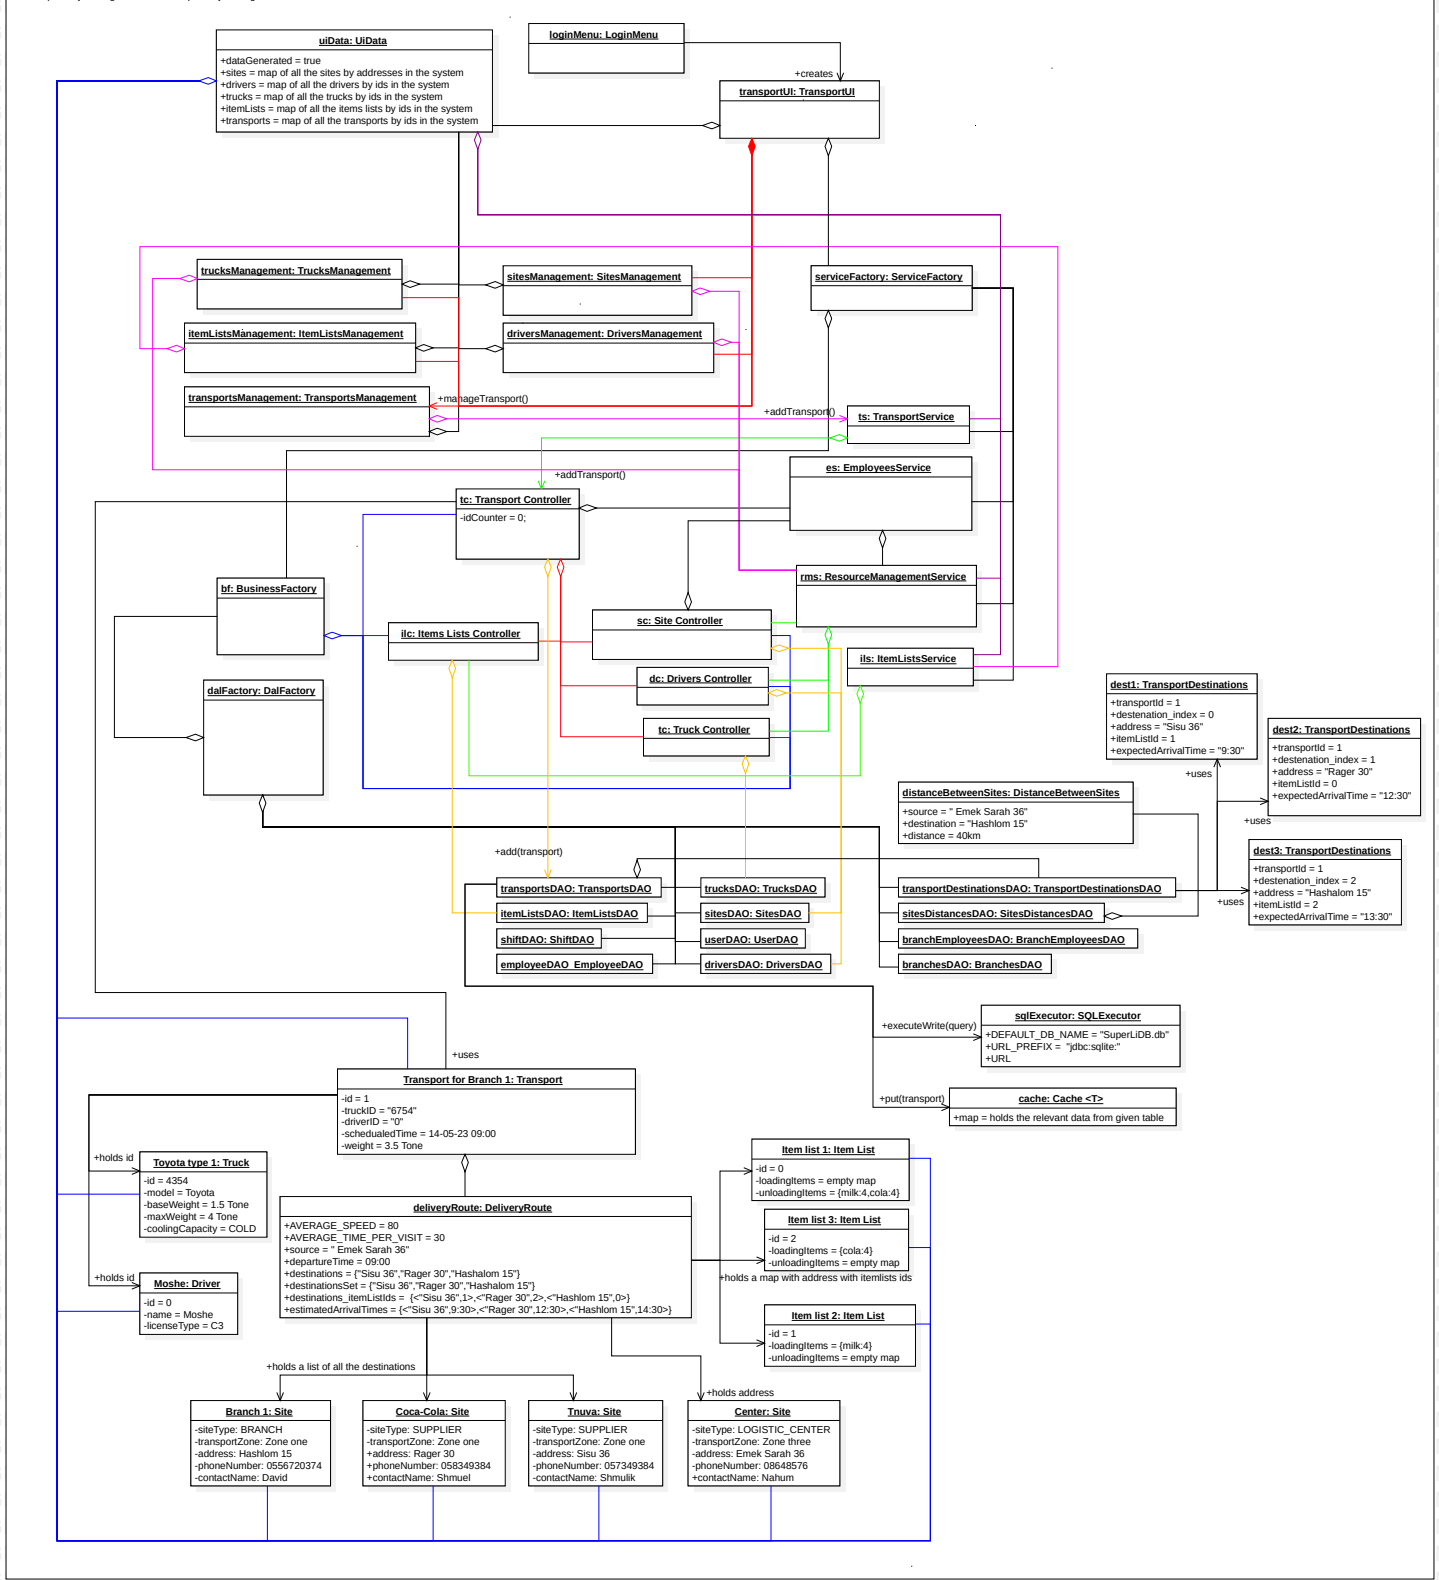 uiData: UiData
+dataGenerated = true
+sites = map of all the sites by addresses in the system
+drivers = map of all the drivers by ids in the system
+trucks = map of all the trucks by ids in the system
+itemLists = map of all the items lists by ids in the system
+transports = map of all the transports by ids in the system
loginMenu: LoginMenu
+creates
transportUI: TransportUI
trucksManagement: TrucksManagement
sitesManagement: SitesManagement
serviceFactory: ServiceFactory
itemListsManagement: ItemListsManagement
driversManagement: DriversManagement
transportsManagement: TransportsManagement
+manageTransport()
+addTransport()
ts: TransportService
es: EmployeesService
+addTransport()
tc: Transport Controller
-idCounter = 0;
bf: BusinessFactory
rms: ResourceManagementService
ilc: Items Lists Controller
sc: Site Controller
ils: ItemListsService
dalFactory: DalFactory
dc: Drivers Controller
tc: Truck Controller
dest1: TransportDestinations
+transportId = 1
+destenation_index = 0
+address = "Sisu 36"
+itemListId = 1
+expectedArrivalTime = "9:30"
+uses
dest2: TransportDestinations
+transportId = 1
+destenation_index = 1
+address = "Rager 30"
+itemListId = 0
+expectedArrivalTime = "12:30"
+uses
distanceBetweenSites: DistanceBetweenSites
+source = " Emek Sarah 36"
+destination = "Hashlom 15"
+distance = 40km
dest3: TransportDestinations
+transportId = 1
+destenation_index = 2
+address = "Hashalom 15"
+itemListId = 2
+expectedArrivalTime = "13:30"
+uses
+add(transport)
transportsDAO: TransportsDAO
trucksDAO: TrucksDAO
transportDestinationsDAO: TransportDestinationsDAO
itemListsDAO: ItemListsDAO
sitesDAO: SitesDAO
sitesDistancesDAO: SitesDistancesDAO
shiftDAO: ShiftDAO
userDAO: UserDAO
branchEmployeesDAO: BranchEmployeesDAO
employeeDAO EmployeeDAO
driversDAO: DriversDAO
branchesDAO: BranchesDAO
+executeWrite(query)
sqlExecutor: SQLExecutor
+DEFAULT_DB_NAME = "SuperLiDB.db"
+URL_PREFIX =  "jdbc:sqlite:"
+URL
+uses
+put(transport)
cache: Cache <T>
+map = holds the relevant data from given table
Transport for Branch 1: Transport
-id = 1
-truckID = "6754"
-driverID = "0"
-schedualedTime = 14-05-23 09:00
-weight = 3.5 Tone
+holds id
Toyota type 1: Truck
-id = 4354
-model = Toyota
-baseWeight = 1.5 Tone
-maxWeight = 4 Tone
-coolingCapacity = COLD
Item list 1: Item List
-id = 0
-loadingItems = empty map
-unloadingItems = {milk:4,cola:4}
deliveryRoute: DeliveryRoute
+AVERAGE_SPEED = 80
+AVERAGE_TIME_PER_VISIT = 30
+source = " Emek Sarah 36"
+departureTime = 09:00
+destinations = {"Sisu 36","Rager 30","Hashalom 15"}
+destinationsSet = {"Sisu 36","Rager 30","Hashalom 15"}
+destinations_itemListIds =  {<"Sisu 36",1>,<"Rager 30",2>,<"Hashlom 15",0>}
+estimatedArrivalTimes = {<"Sisu 36",9:30>,<"Rager 30",12:30>,<"Hashlom 15",14:30>}
Item list 3: Item List
-id = 2
-loadingItems = {cola:4}
-unloadingItems = empty map
+holds a map with address with itemlists ids
+holds id
Moshe: Driver
-id = 0
-name = Moshe
-licenseType = C3
Item list 2: Item List
-id = 1
-loadingItems = {milk:4}
-unloadingItems = empty map
+holds a list of all the destinations
+holds address
Branch 1: Site
-siteType: BRANCH
-transportZone: Zone one
-address: Hashlom 15
-phoneNumber: 0556720374
-contactName: David
Coca-Cola: Site
-siteType: SUPPLIER
-transportZone: Zone one
+address: Rager 30
+phoneNumber: 058349384
+contactName: Shmuel
Tnuva: Site
-siteType: SUPPLIER
-transportZone: Zone one
-address: Sisu 36
-phoneNumber: 057349384
-contactName: Shmulik
Center: Site
-siteType: LOGISTIC_CENTER
-transportZone: Zone three
-address: Emek Sarah 36
-phoneNumber: 08648576
+contactName: Nahum